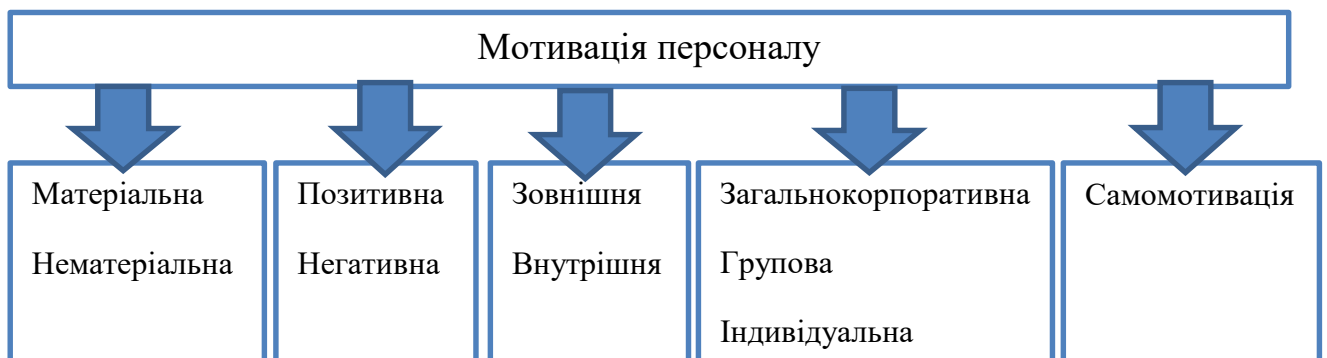 Мотивація персоналу
Матеріальна
Нематеріальна
Позитивна
Негативна
Зовнішня
Внутрішня
Загальнокорпоративна
Групова
Індивідуальна
Самомотивація